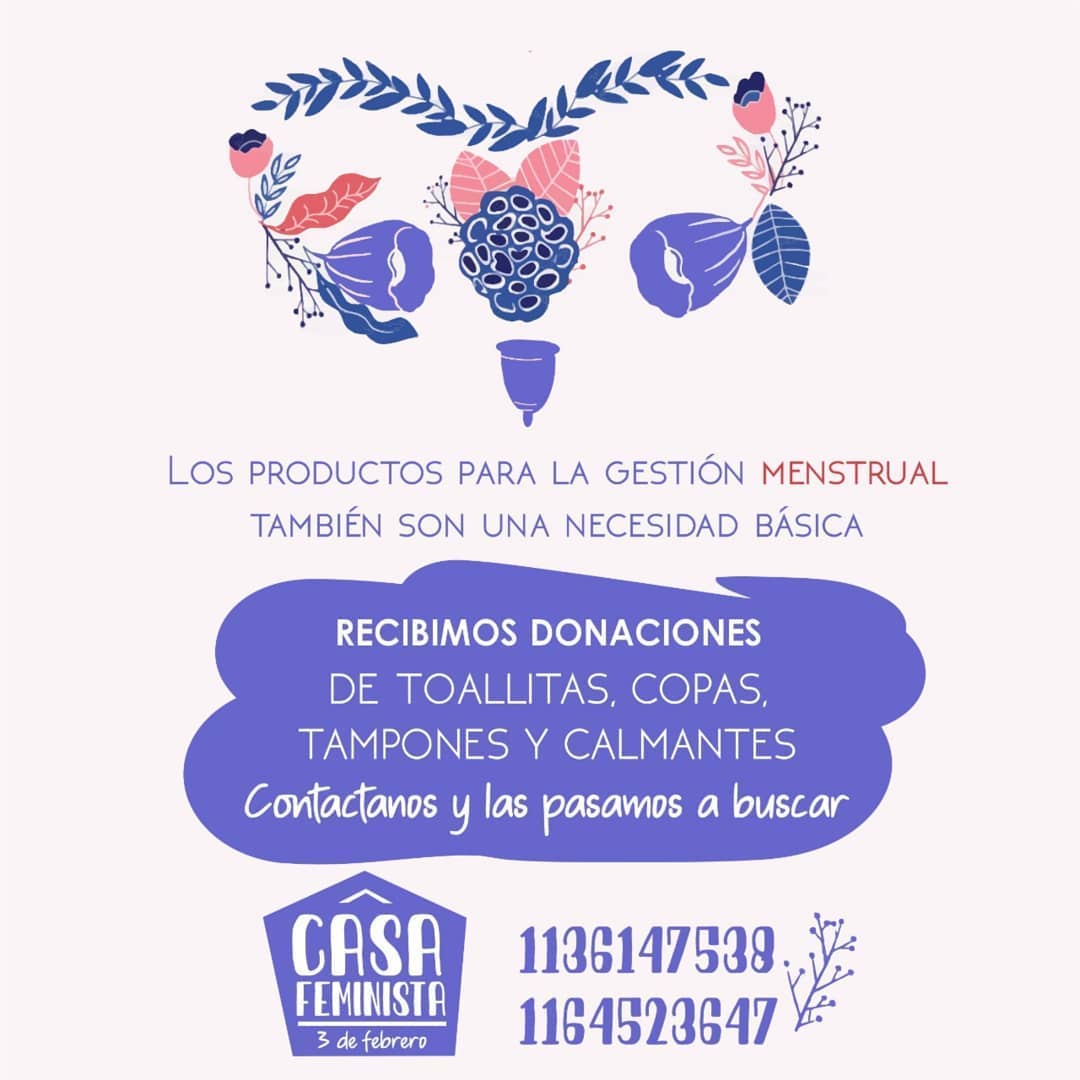 Los productos para la gestión menstrual
también son una necesidad básica
RECIBIMOS DONACIONES
DE TOALLITAS, COPAS,
TAMPONES Y CALMANTES
Contactanos y las pasamos a buscar
CASA
FEMINISTA
3 de febrero
1136147538
1164523647